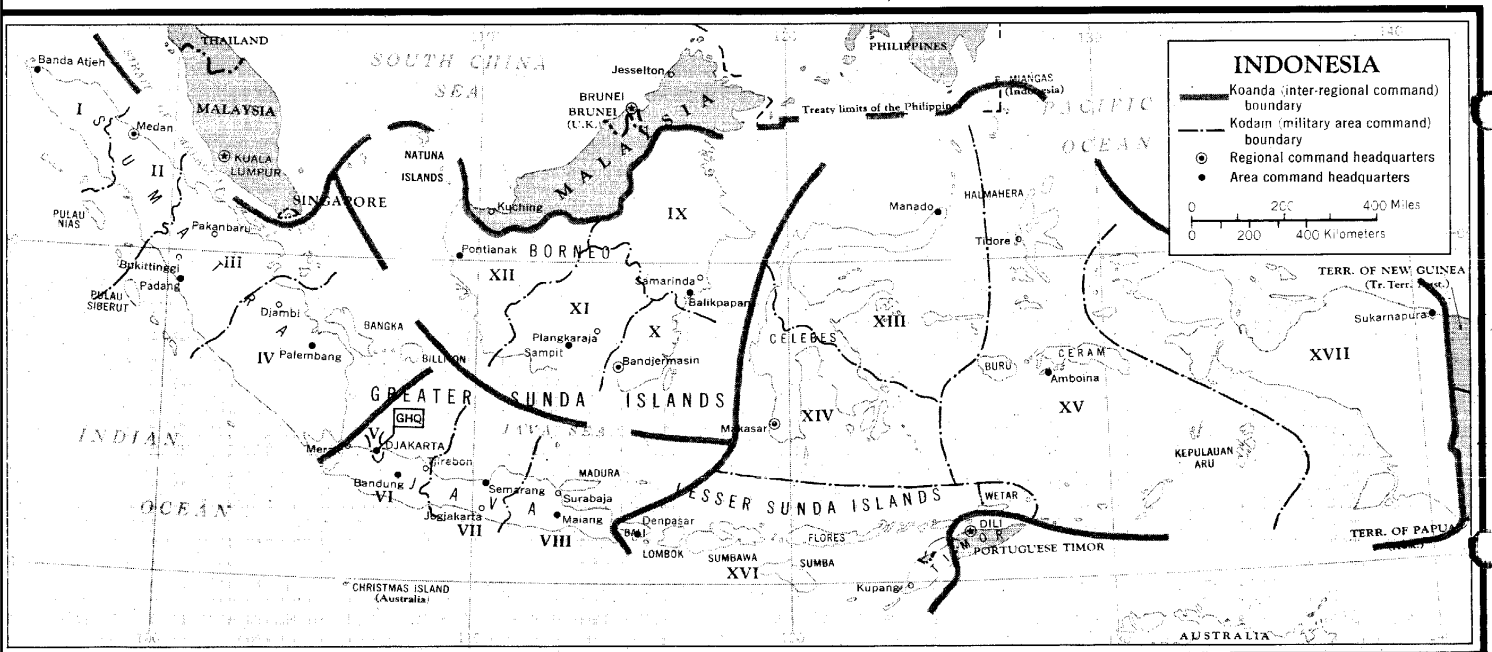 INDONESIA
Koanda (inter-regional command)
boundary
Kodam (military area command)
boundary
Regional command headquarters
Area command headquarters
0 200 400 Miles
0 200 400 Kilometers
THAILAND
SOUTH CHINA
SEA
PHILIPPINES
Banda Atjeh
Jesselton
MALAYSIA
BRUNEI
BRUNEI
(U.K.)
MALAYSIA
Treaty limits of the
MIANGAS
(Indonesia)
PACIFIC
OCEAN
I
SUMATRA
Medan
II
KUALA
LUMPUR
NATUNA
ISLANDS
SINGAPORE
Kuching
IX
HALMAHERA
Manado
PULAU
NIAS
Pakanbaru
III
Pontianak
BORNEO
XII
Tidore
Bukittinggi
Padang
PULAU
SIBERUT
Samarinda
Balikpapan
TERR. OF NEW GUINEA
Sukarnapura
Djambi
BANGKA
XI
X
Plangkaraja
Sampit
CELEBES
XIII
XVII
IV
Palembang
BILLITON
Bandjermasin
BURU
CERAM
Amboina
GREATER SUNDA ISLANDS
XIV
XV
GHQ
JAVA SEA
Makasar
INDIAN
OCEAN
V
DJAKARTA
KEPULAUAN
ARU
Bandung
VI
JAVA
Semarang
MADURA
Surabaja
Jogjakarta
VII
Malang
VIII
Denpasar
BALI
LOMBOK
LESSER SUNDA ISLANDS
WETAR
SUMBAWA
XVI
FLORES
SUMBA
DILI
TIMOR
PORTUGUESE TIMOR
Kupang
TERR. OF PAPUA
CHRISTMAS ISLAND
(Australia)
AUSTRALIA